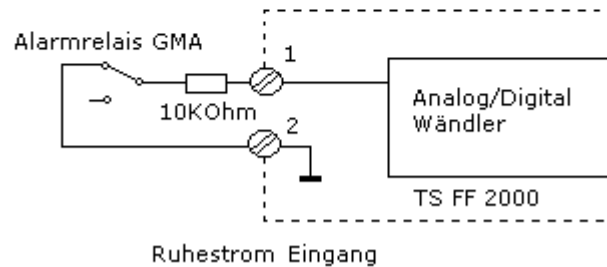 Alarmrelais GMA
1
10KOhm
2
Analog/Digital
Wändler
TS FF 2000
Ruhestrom Eingang